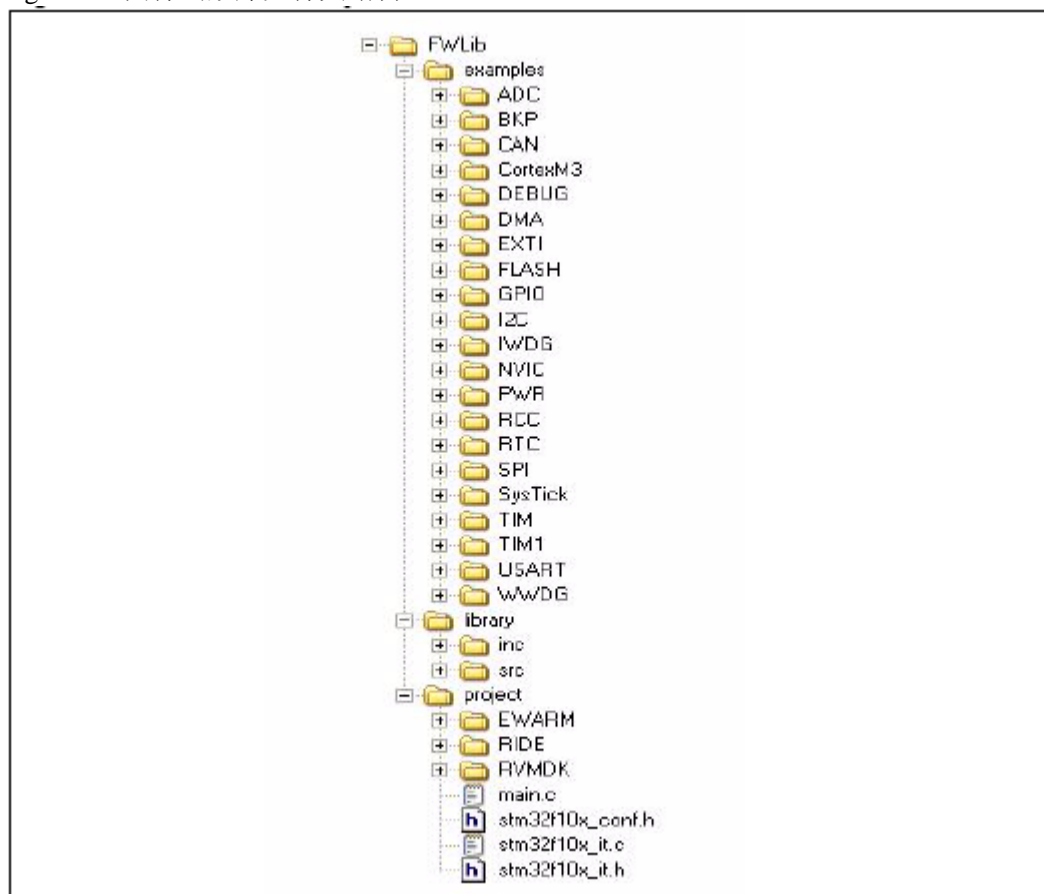 FWLib
examples
ADC
BKP
CAN
CortexM3
DEBUG
DMA
EXTI
FLASH
GPIO
I2C
IWDG
NVIC
PWR
RCC
RTC
SPI
SysTick
TIM
TIM1
USART
WWDG
library
inc
src
project
EWARM
RIDE
RVMDK
main.c
stm32f10x_conf.h
stm32f10x_it.c
stm32f10x_it.h